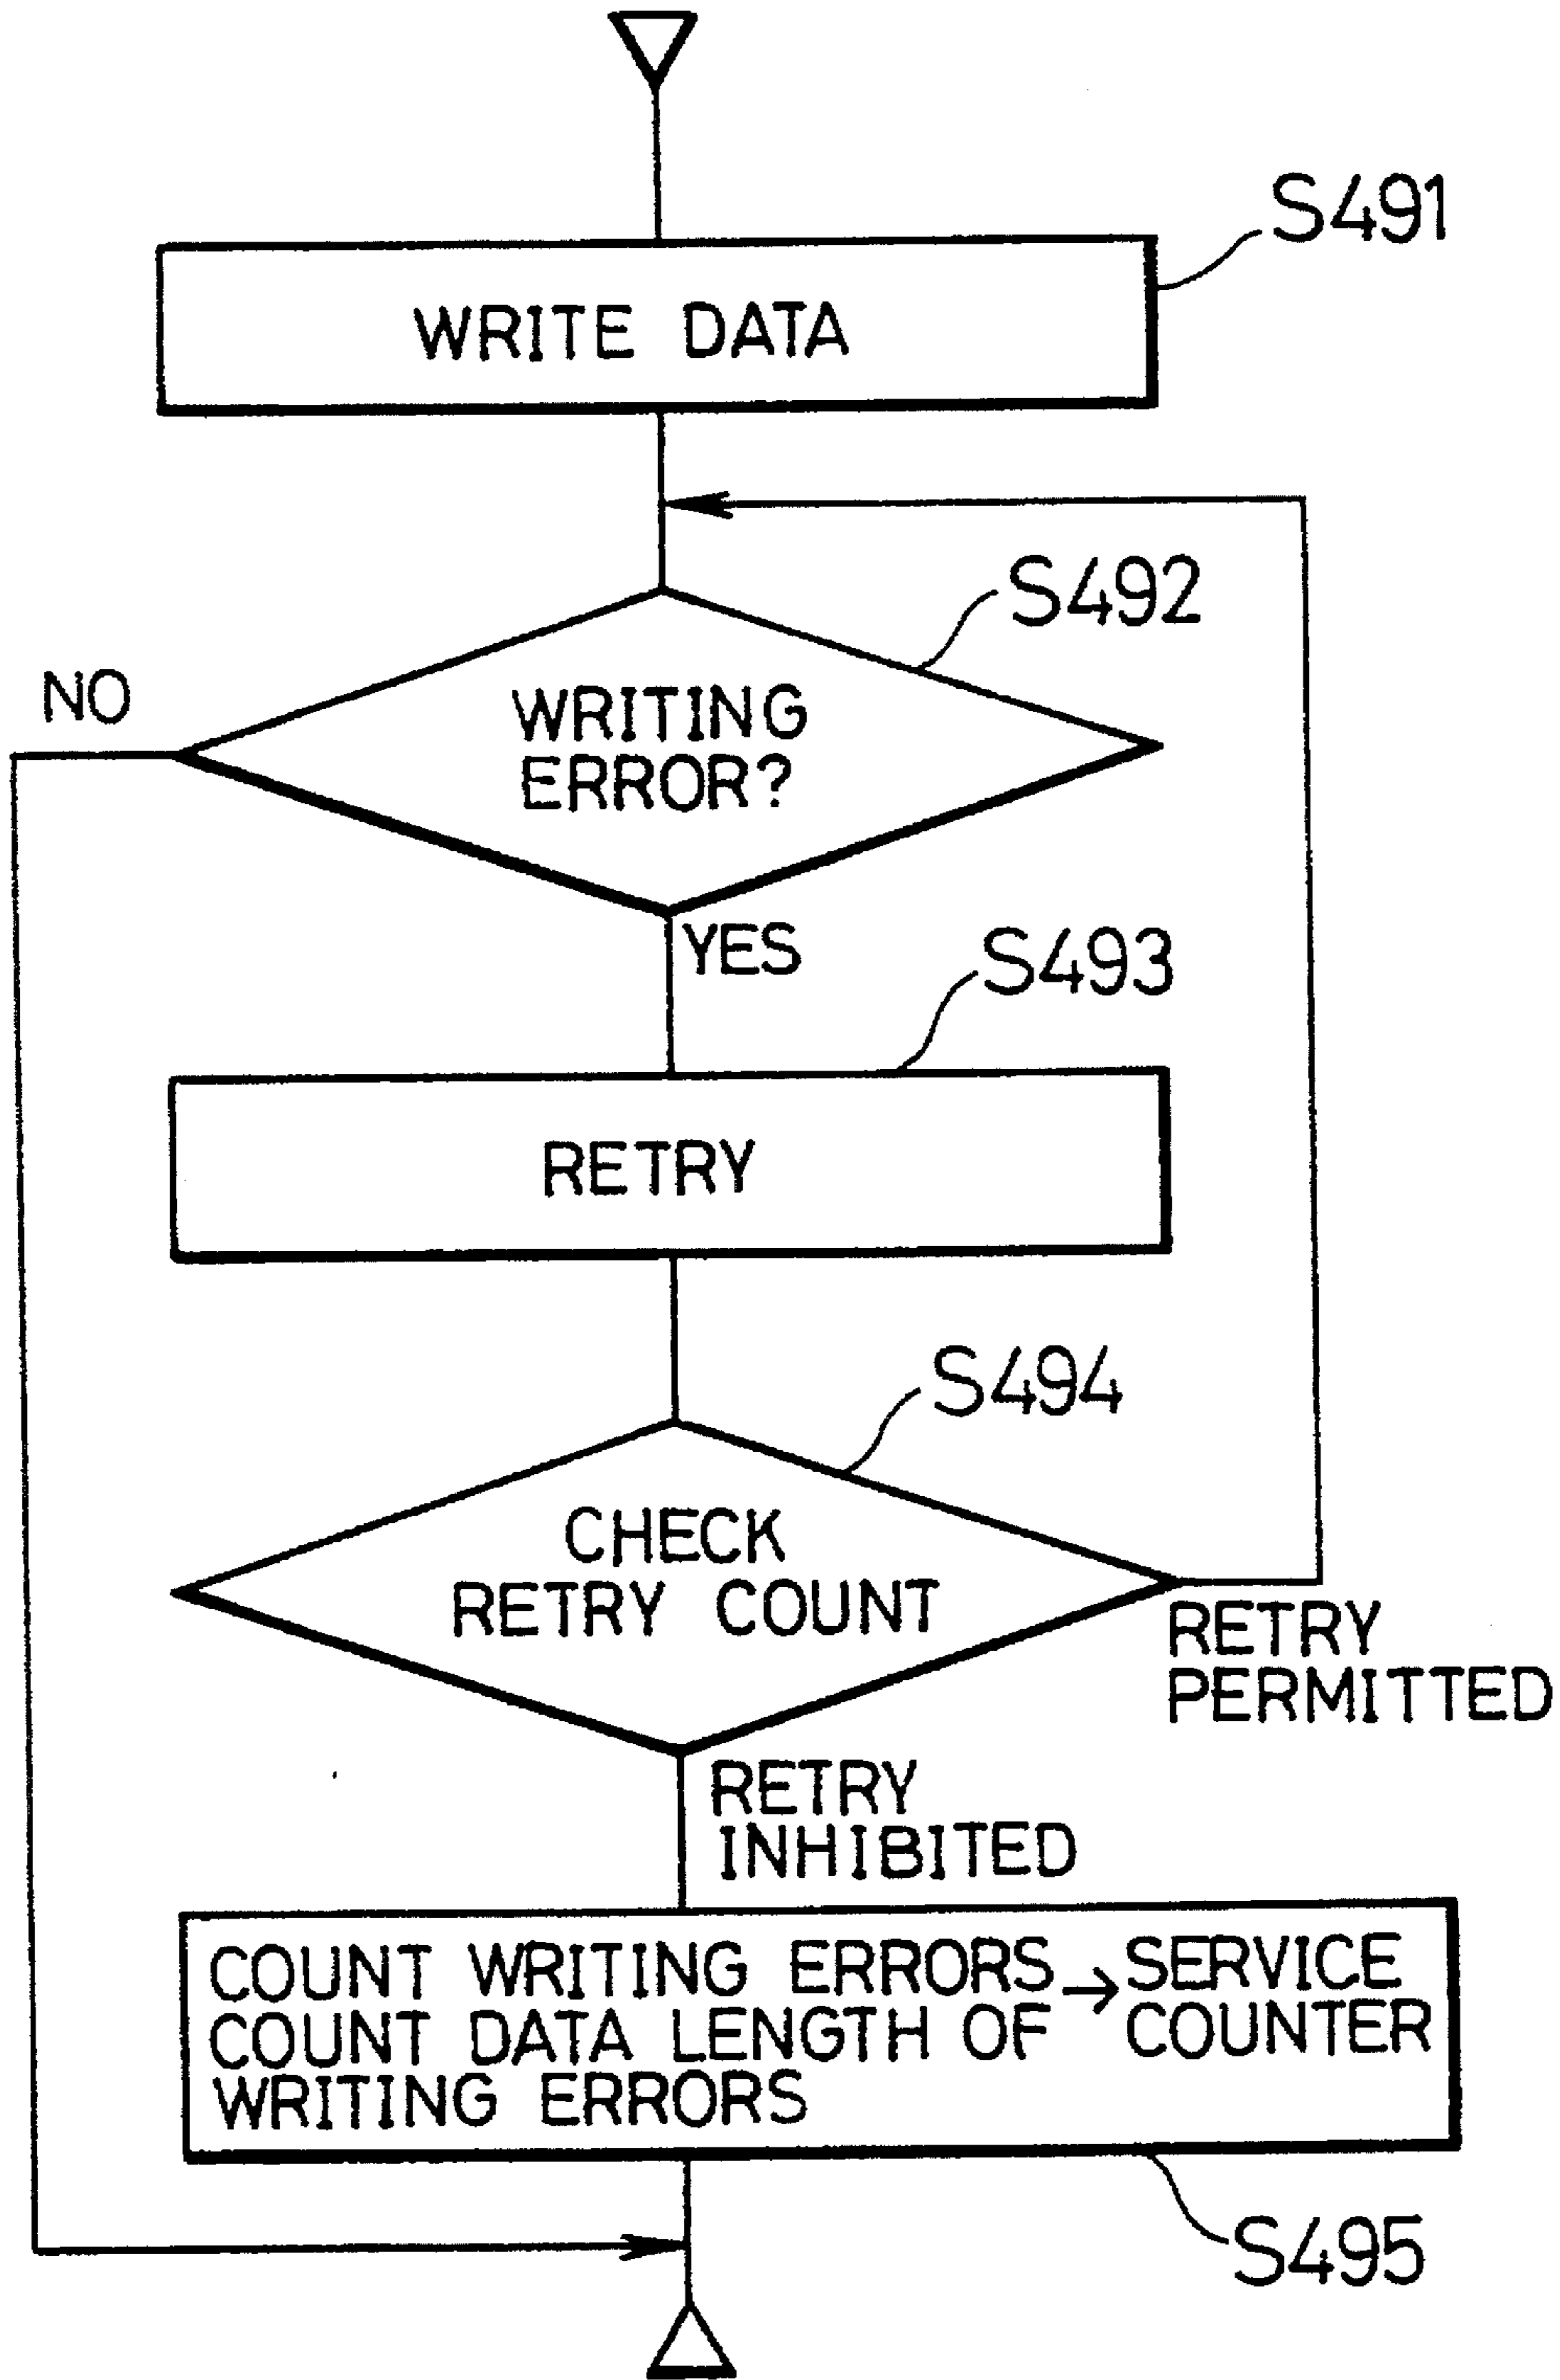 S491
WRITE DATA
S492
NO
WRITING
ERROR?
YES
S493
RETRY
S494
CHECK
RETRY COUNT
RETRY
PERMITTED
RETRY
INHIBITED
COUNT WRITING ERRORS → SERVICE
COUNT DATA LENGTH OF COUNTER
WRITING ERRORS
S495